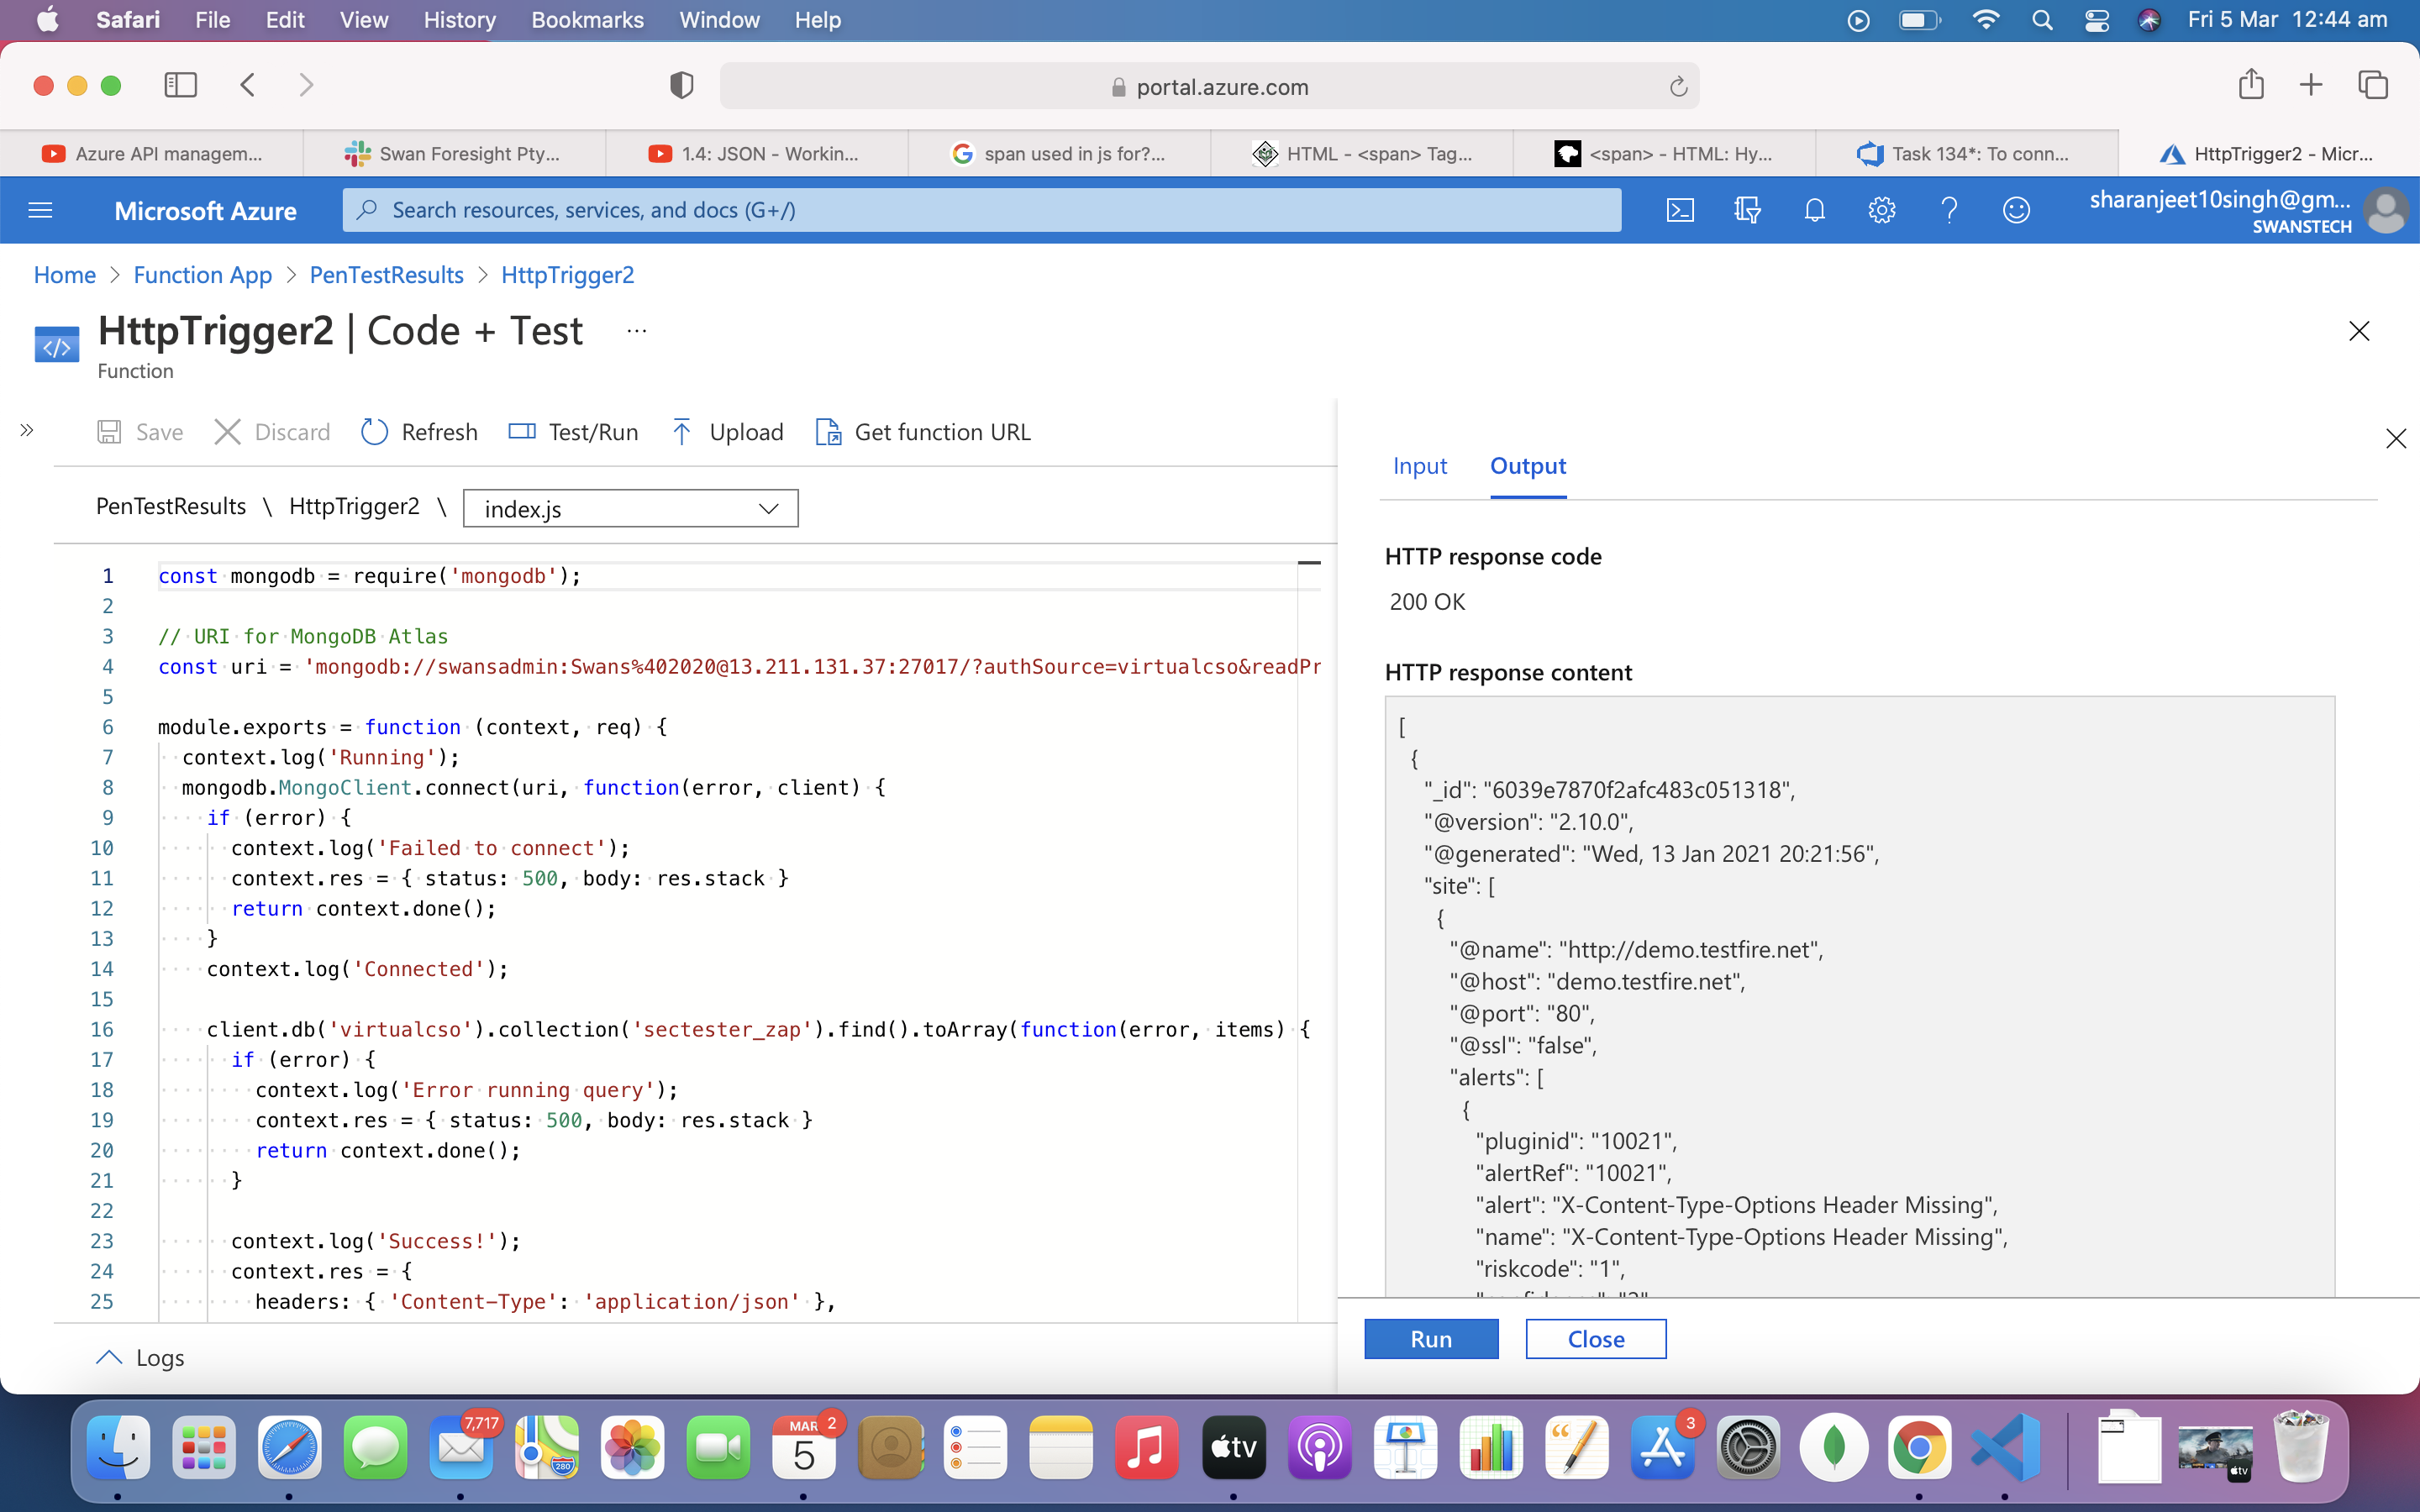 Safari File Edit View History Bookmarks Window Help Fri 5 Mar 12:44 am
portal.azure.com
Azure API managem... Swan Foresight Pty... 1.4: JSON - Workin... span used in js for?... HTML - <span> Tag... <span> - HTML: Hy... Task 134*: To conn... HttpTrigger2 - Micr...
Microsoft Azure Search resources, services, and docs (G+/) sharanjeet10singh@gm...
SWANSTECH
Home > Function App > PenTestResults > HttpTrigger2
HttpTrigger2 | Code + Test ...
Function
Save Discard Refresh Test/Run Upload Get function URL
PenTestResults \ HttpTrigger2 \ index.js
1 const mongodb = require('mongodb');
2
3 // URI for MongoDB Atlas
4 const uri = 'mongodb://swansadmin:Swans%402020@13.211.131.37:27017/?authSource=virtualcso&readPr
5
6 module.exports = function (context, req) {
7 context.log('Running');
8 mongodb.MongoClient.connect(uri, function(error, client) {
9 if (error) {
10 context.log('Failed to connect');
11 context.res = { status: 500, body: res.stack }
12 return context.done();
13 }
14 context.log('Connected');
15
16 client.db('virtualcso').collection('sectester_zap').find().toArray(function(error, items) {
17 if (error) {
18 context.log('Error running query');
19 context.res = { status: 500, body: res.stack }
20 return context.done();
21 }
22
23 context.log('Success!');
24 context.res = {
25 headers: { 'Content-Type': 'application/json' },
Logs
Input Output
HTTP response code
200 OK
HTTP response content
[
{
"_id": "6039e7870f2afc483c051318",
"@version": "2.10.0",
"@generated": "Wed, 13 Jan 2021 20:21:56",
"site": [
{
"@name": "http://demo.testfire.net",
"@host": "demo.testfire.net",
"@port": "80",
"@ssl": "false",
"alerts": [
{
"pluginid": "10021",
"alertRef": "10021",
"alert": "X-Content-Type-Options Header Missing",
"name": "X-Content-Type-Options Header Missing",
"riskcode": "1",
Run Close
7,717 MAR 5 2 280 tv 3